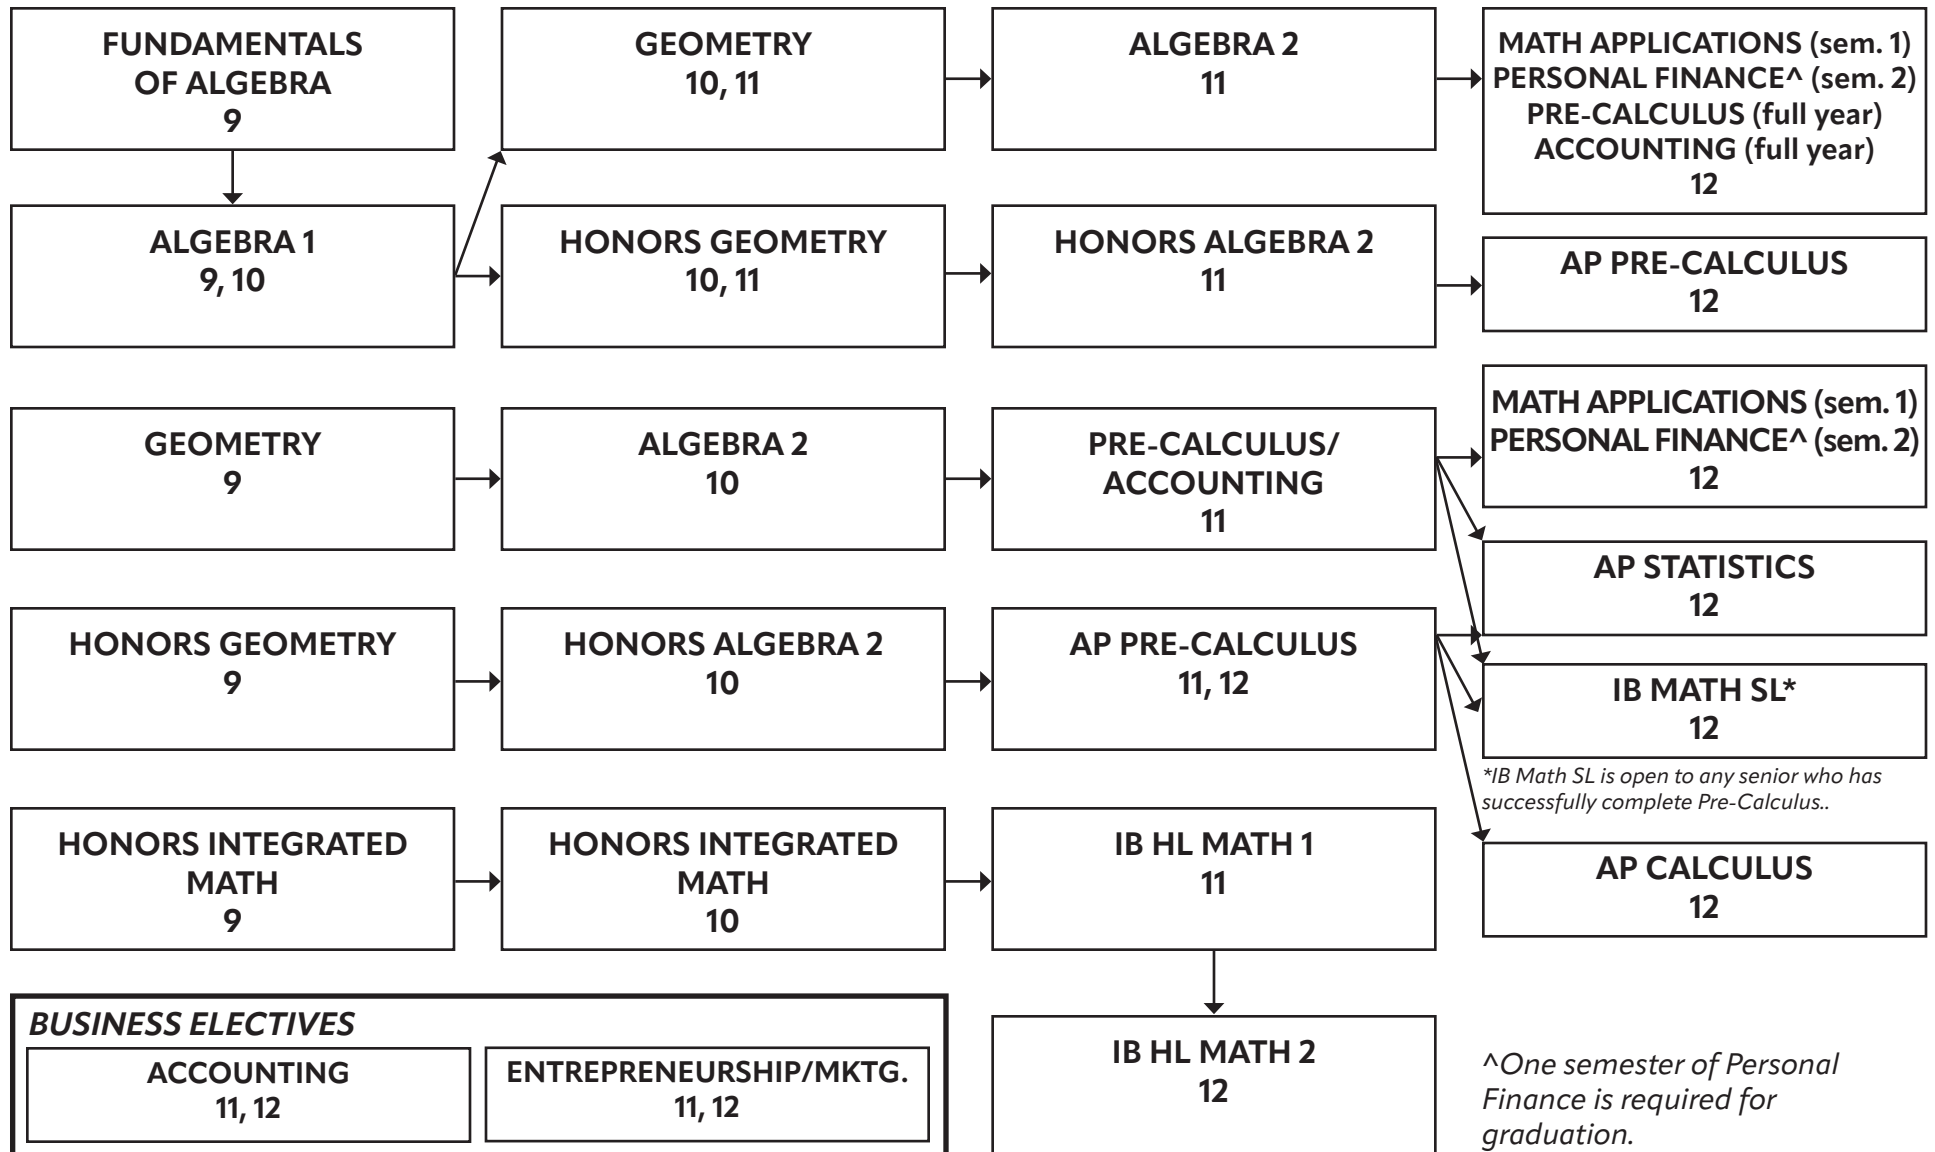 FUNDAMENTALS
OF ALGEBRA
9
GEOMETRY
10, 11
ALGEBRA 2
11
MATH APPLICATIONS (sem. 1)
PERSONAL FINANCE^ (sem. 2)
PRE-CALCULUS (full year)
ACCOUNTING (full year)
12
ALGEBRA 1
9, 10
HONORS GEOMETRY
10, 11
HONORS ALGEBRA 2
11
AP PRE-CALCULUS
12
GEOMETRY
9
ALGEBRA 2
10
PRE-CALCULUS/
ACCOUNTING
11
MATH APPLICATIONS (sem. 1)
PERSONAL FINANCE^ (sem. 2)
12
AP STATISTICS
12
HONORS GEOMETRY
9
HONORS ALGEBRA 2
10
AP PRE-CALCULUS
11, 12
IB MATH SL*
12
*IB Math SL is open to any senior who has
successfully complete Pre-Calculus..
HONORS INTEGRATED
MATH
9
HONORS INTEGRATED
MATH
10
IB HL MATH 1
11
AP CALCULUS
12
BUSINESS ELECTIVES
ACCOUNTING
11, 12
ENTREPRENEURSHIP/MKTG.
11, 12
IB HL MATH 2
12
^One semester of Personal
Finance is required for
graduation.